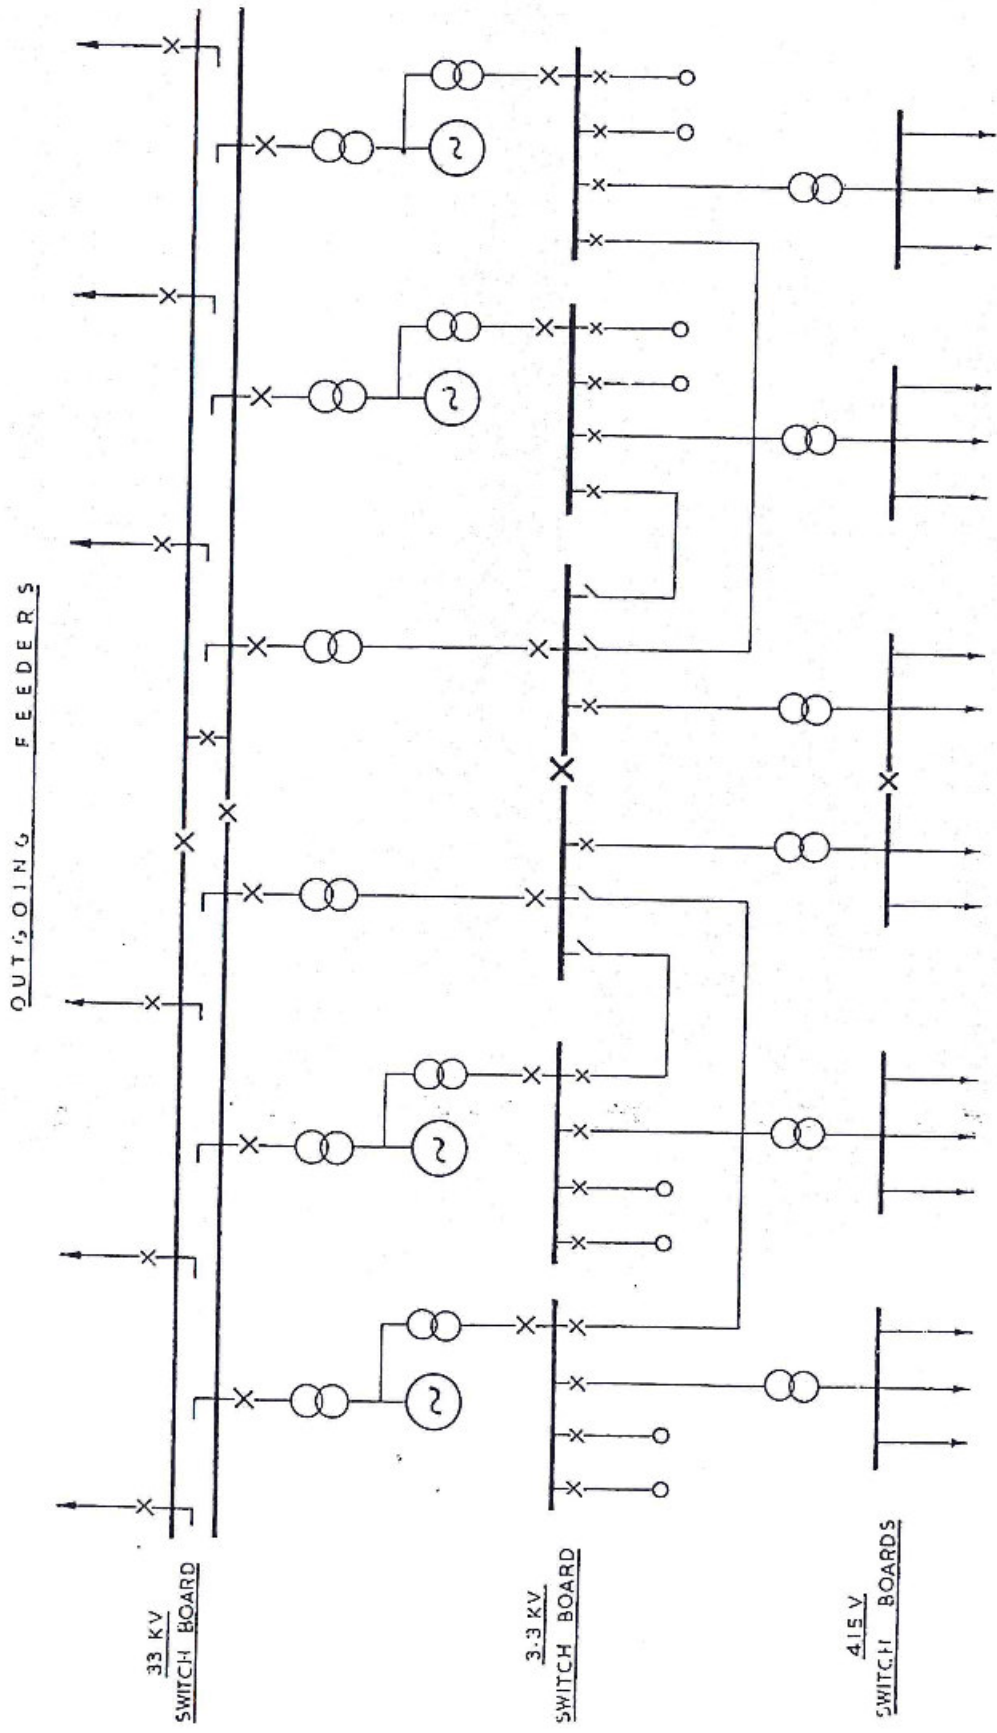 OUTGOING FEEDERS
33 KV
SWITCH BOARD
3.3 KV
SWITCH BOARD
415 V
SWITCH BOARDS